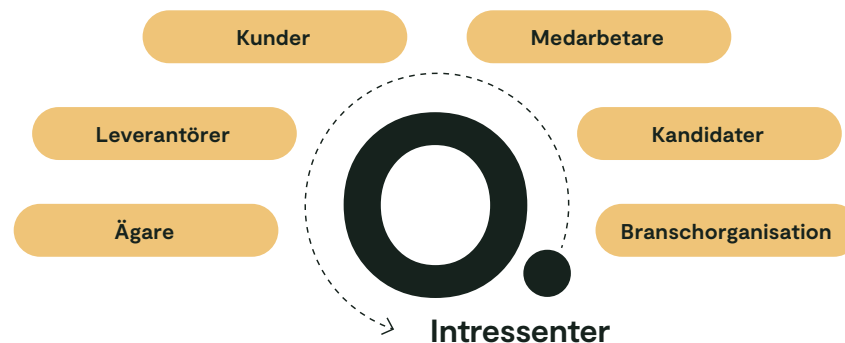 Kunder
Medarbetare
Leverantörer
Kandidater
Ägare
Branschorganisation
O.
Intressenter